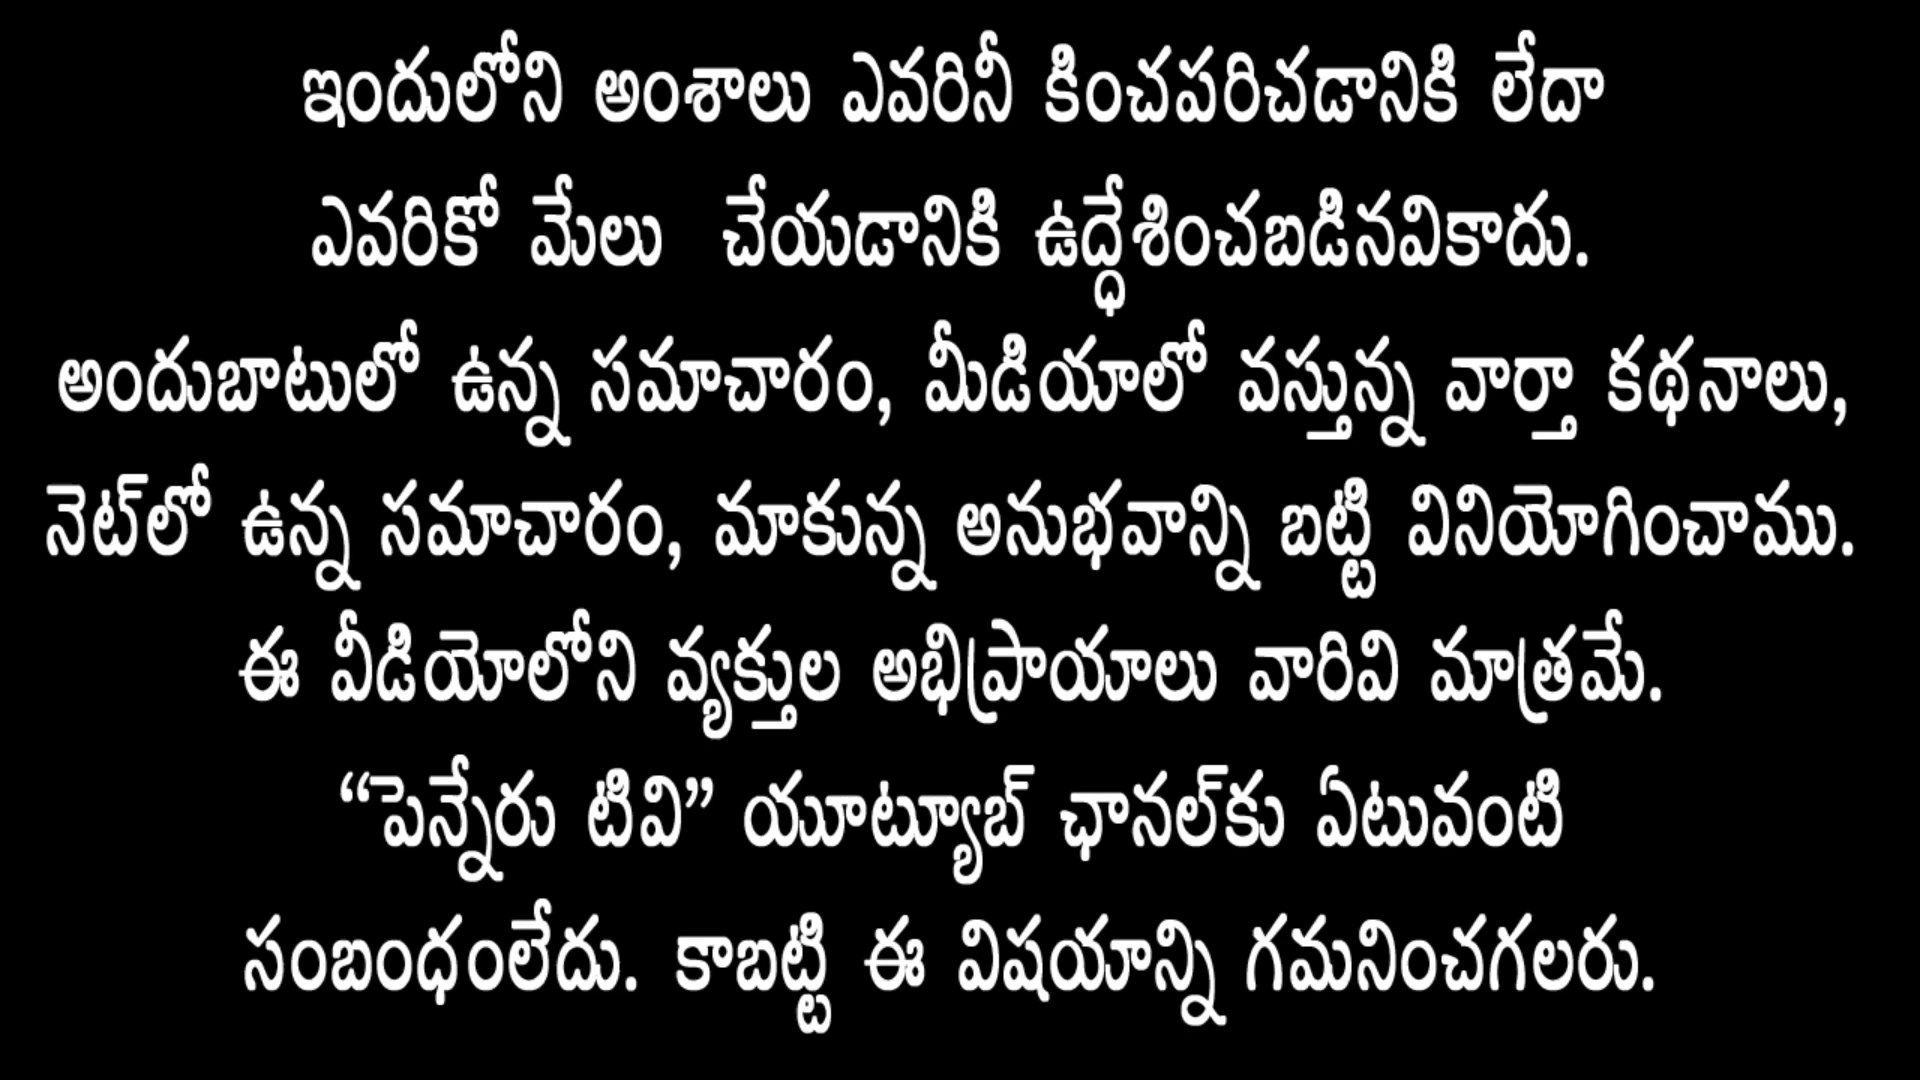 ఇందులోని అంశాలు ఎవరినీ కించపరిచడానికి లేదా
ఎవరికో మేలు చేయడానికి ఉద్ధేశించబడినవికాదు.
అందుబాటులో ఉన్న సమాచారం, మీడియాలో వస్తున్న వార్తా కథనాలు,
నెట్‌లో ఉన్న సమాచారం, మాకున్న అనుభవాన్ని బట్టి వినియోగించాము.
ఈ వీడియోలోని వ్యక్తుల అభిప్రాయాలు వారివి మాత్రమే.
“పెన్నేరు టివి” యూట్యూబ్ ఛానల్‌కు ఏటువంటి
సంబంధంలేదు. కాబట్టి ఈ విషయాన్ని గమనించగలరు.